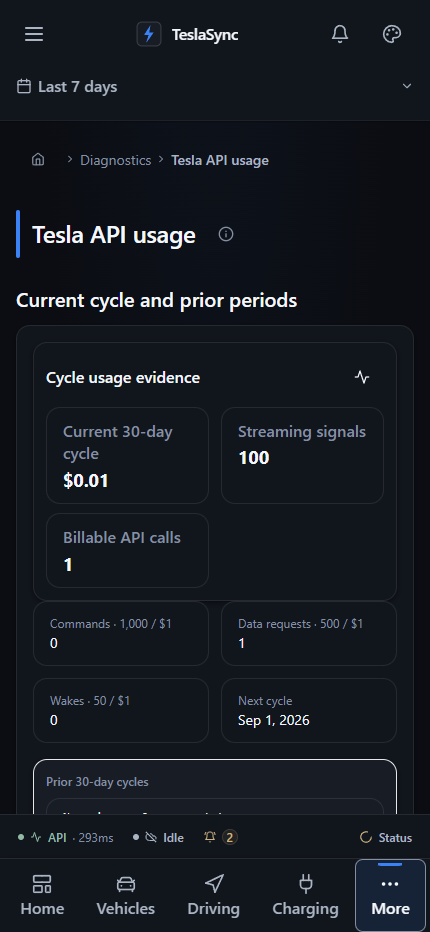 TeslaSync
Last 7 days
Diagnostics
Tesla API usage
Tesla API usage
Current cycle and prior periods
Cycle usage evidence
Current 30-day
cycle
$0.01
Streaming signals
100
Billable API calls
1
Commands · 1,000 / $1
0
Data requests · 500 / $1
1
Wakes · 50 / $1
0
Next cycle
Sep 1, 2026
Prior 30-day cycles
API · 293ms
Idle
2
Status
Home
Vehicles
Driving
Charging
More